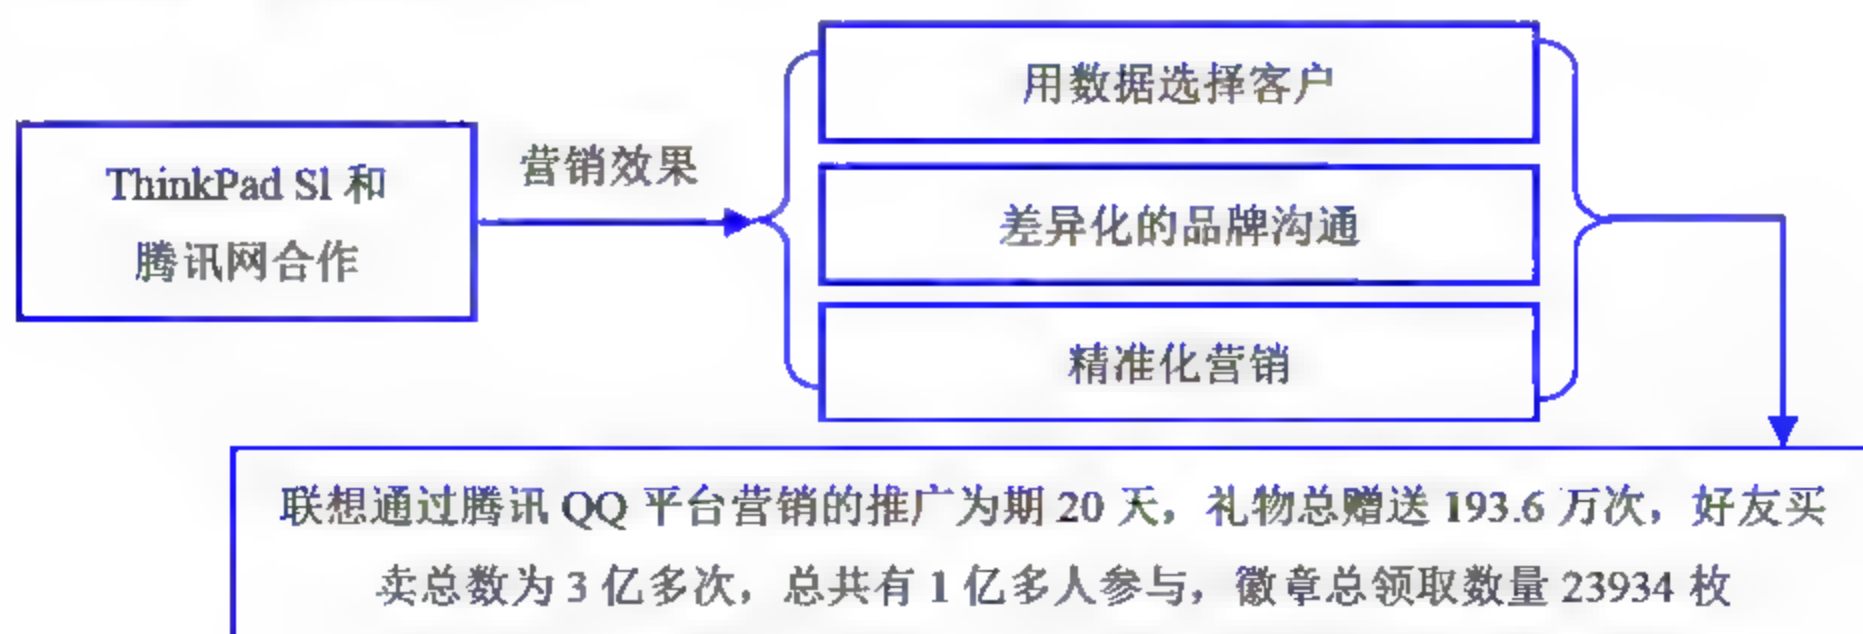 ThinkPad S1 和
腾讯网合作
营销效果
用数据选择客户
差异化的品牌沟通
精准化营销
联想通过腾讯 QQ 平台营销的推广为期 20 天，礼物总赠送 193.6 万次，好友买
卖总数为 3 亿多次，总共有 1 亿多人参与，徽章总领取数量 23934 枚